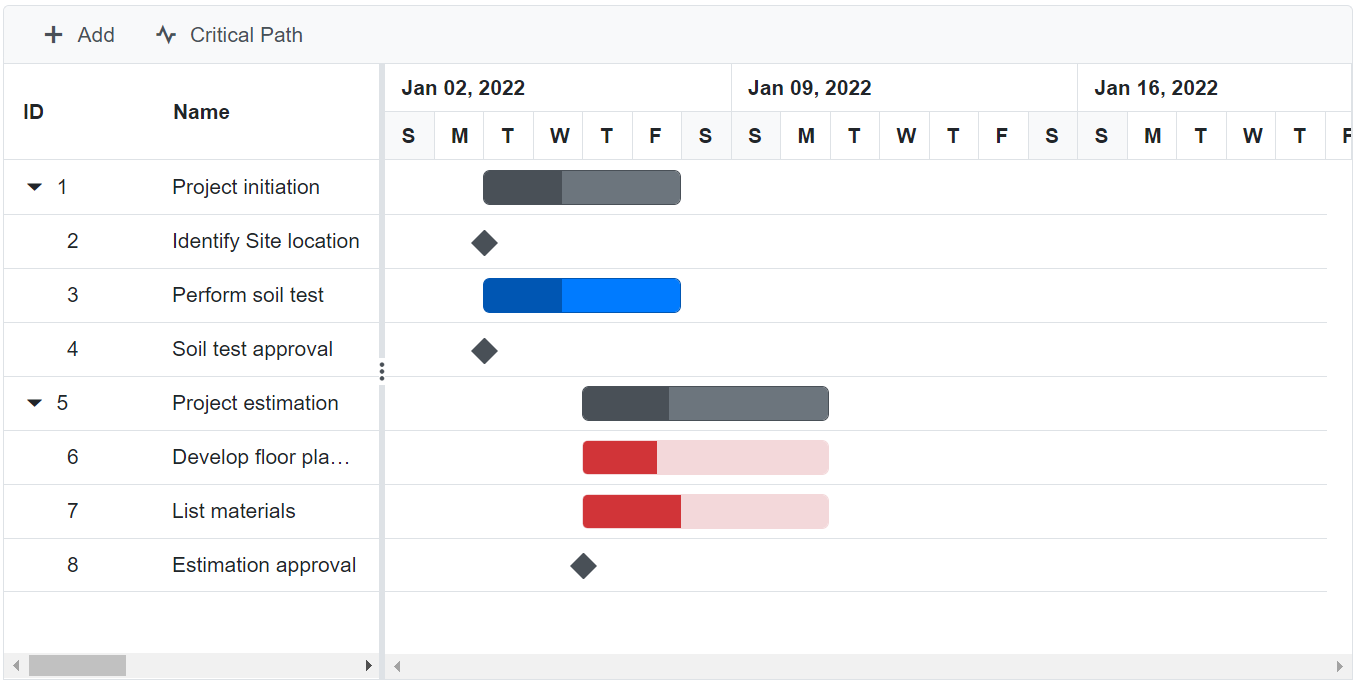 Add Critical Path
ID Name Jan 02, 2022 Jan 09, 2022 Jan 16, 2022
S M T W T F S S M T W T F S S M T W T F
1 Project initiation
2 Identify Site location
3 Perform soil test
4 Soil test approval
5 Project estimation
6 Develop floor pla…
7 List materials
8 Estimation approval